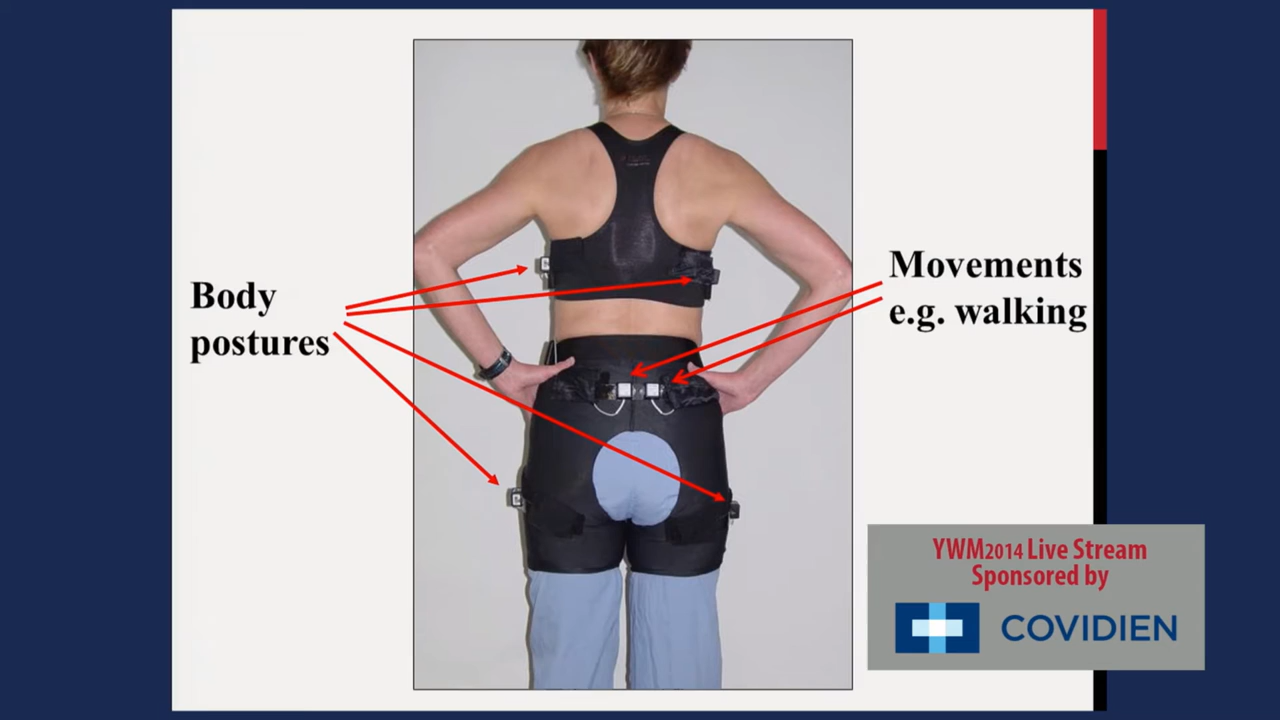 Body
postures
Movements
e.g. walking
YWM2014 Live Stream
Sponsored by
COVIDIEN